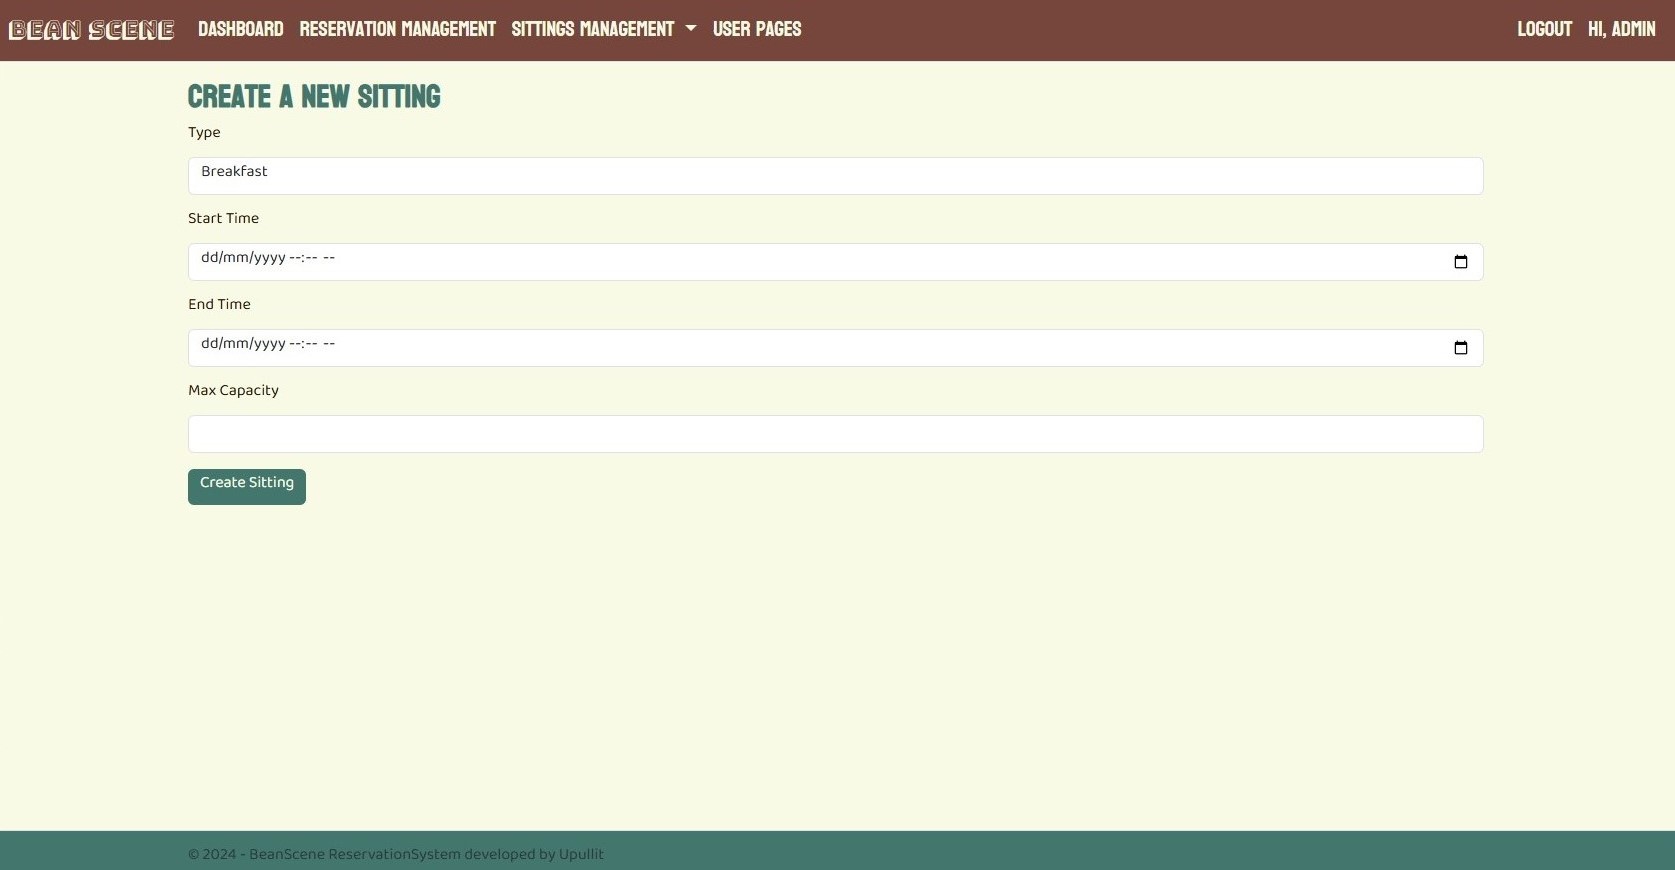 BEAN SCENE DASHBOARD RESERVATION MANAGEMENT SITTINGS MANAGEMENT USER PAGES LOGOUT HI, ADMIN
CREATE A NEW SITTING
Type
Breakfast
Start Time
dd/mm/yyyy --:-- --
End Time
dd/mm/yyyy --:-- --
Max Capacity
Create Sitting
© 2024 - BeanScene ReservationSystem developed by Upullit